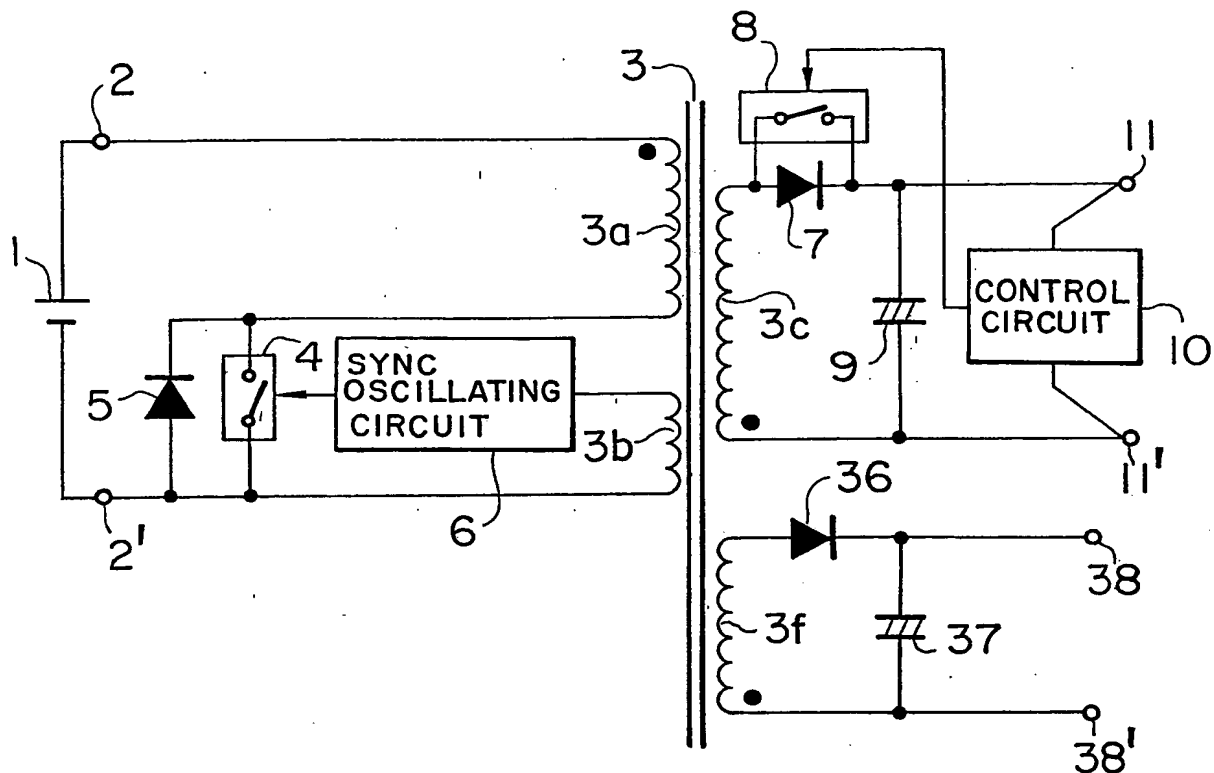 8
3
2
11
3a
7
1
CONTROL
CIRCUIT
3c
4
SYNC
OSCILLATING
CIRCUIT
9
10
5
3b
11'
36
6
2'
38
3f
37
38'